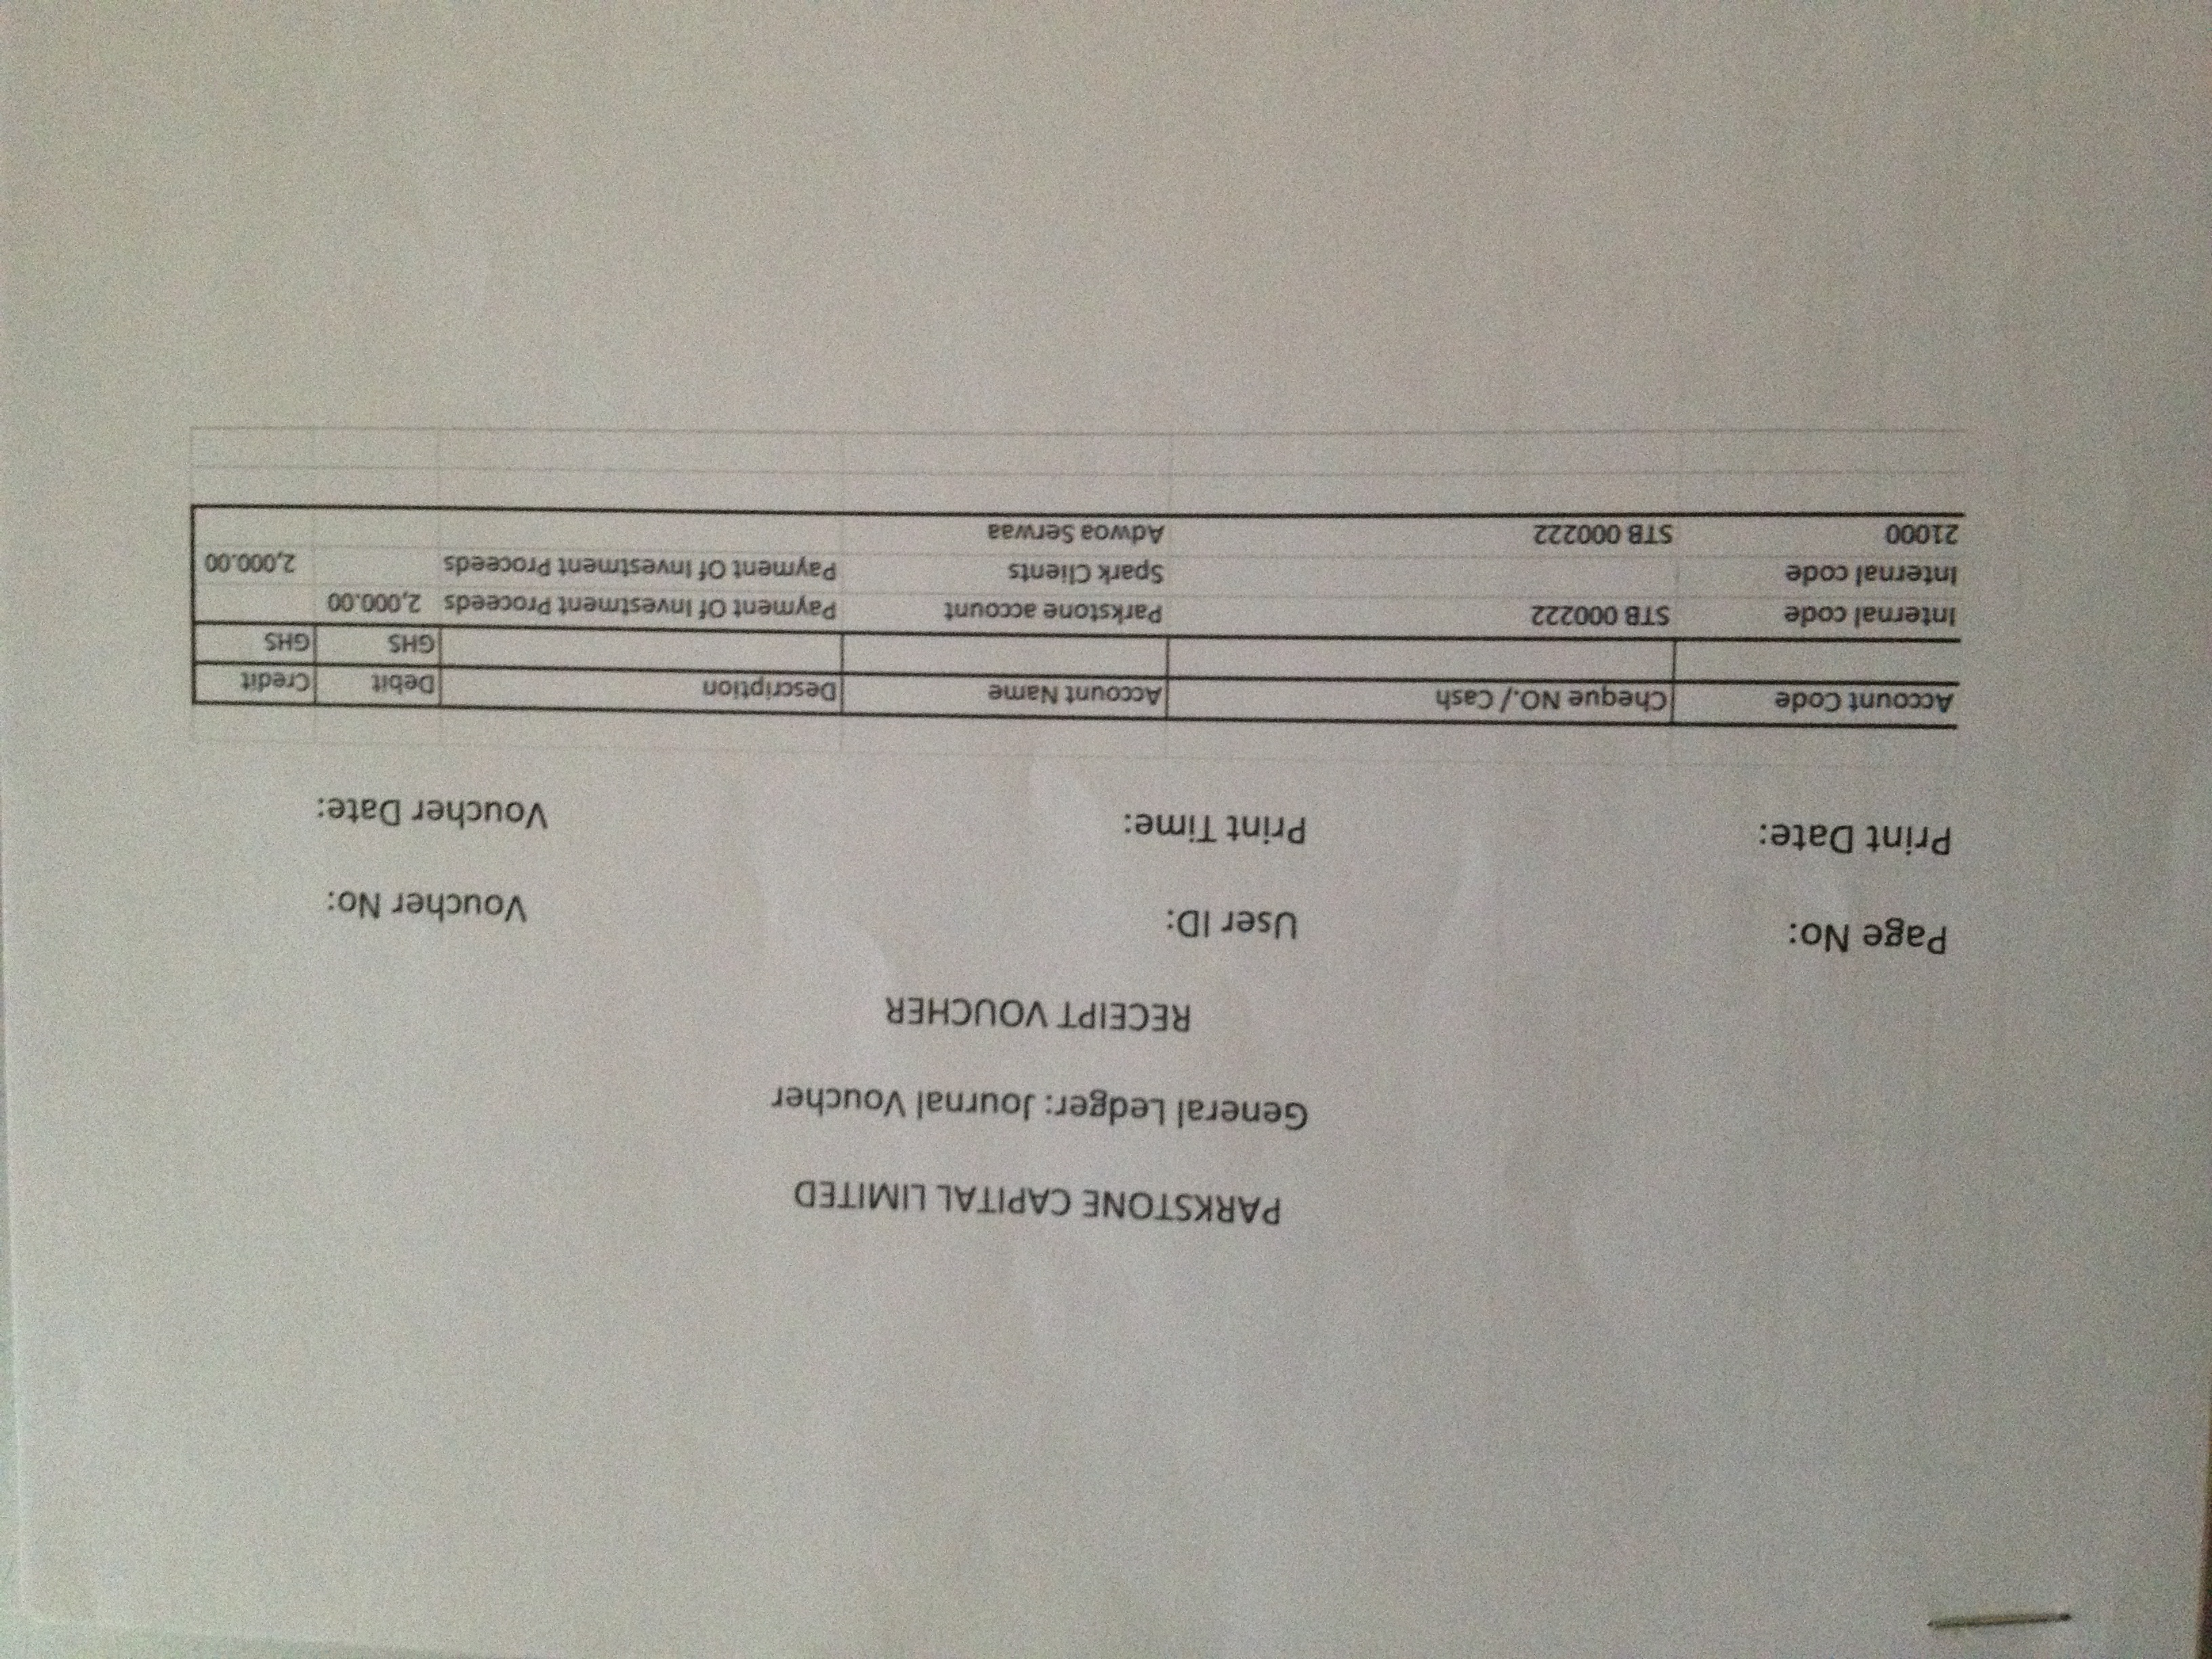 PARKSTONE CAPITAL LIMITED
General Ledger: Journal Voucher
RECEIPT VOUCHER
Page No: User ID: Voucher No:
Print Date: Print Time: Voucher Date:
Account Code Cheque NO./ Cash Account Name Description Debit Credit
GHS GHS
Internal code STB 000222 Parkstone account Payment Of Investment Proceeds 2,000.00
Internal code Spark Clients Payment Of Investment Proceeds 2,000.00
21000 STB 000222 Adwoa Serwaa